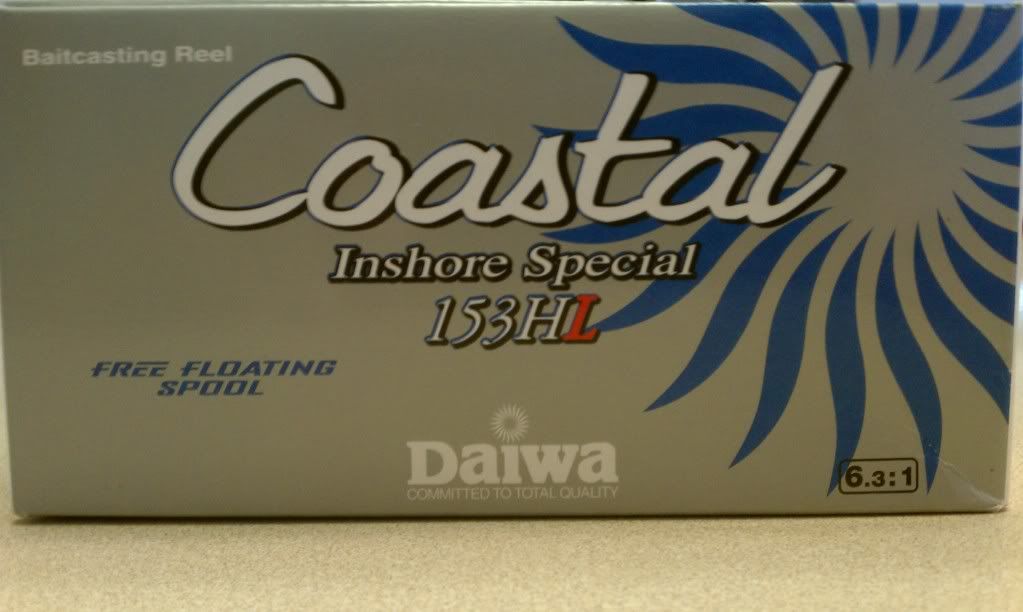 Baitcasting Reel
Coastal
Inshore Special
153HL
FREE FLOATING
SPOOL
Daiwa
COMMITTED TO TOTAL QUALITY
6.3:1